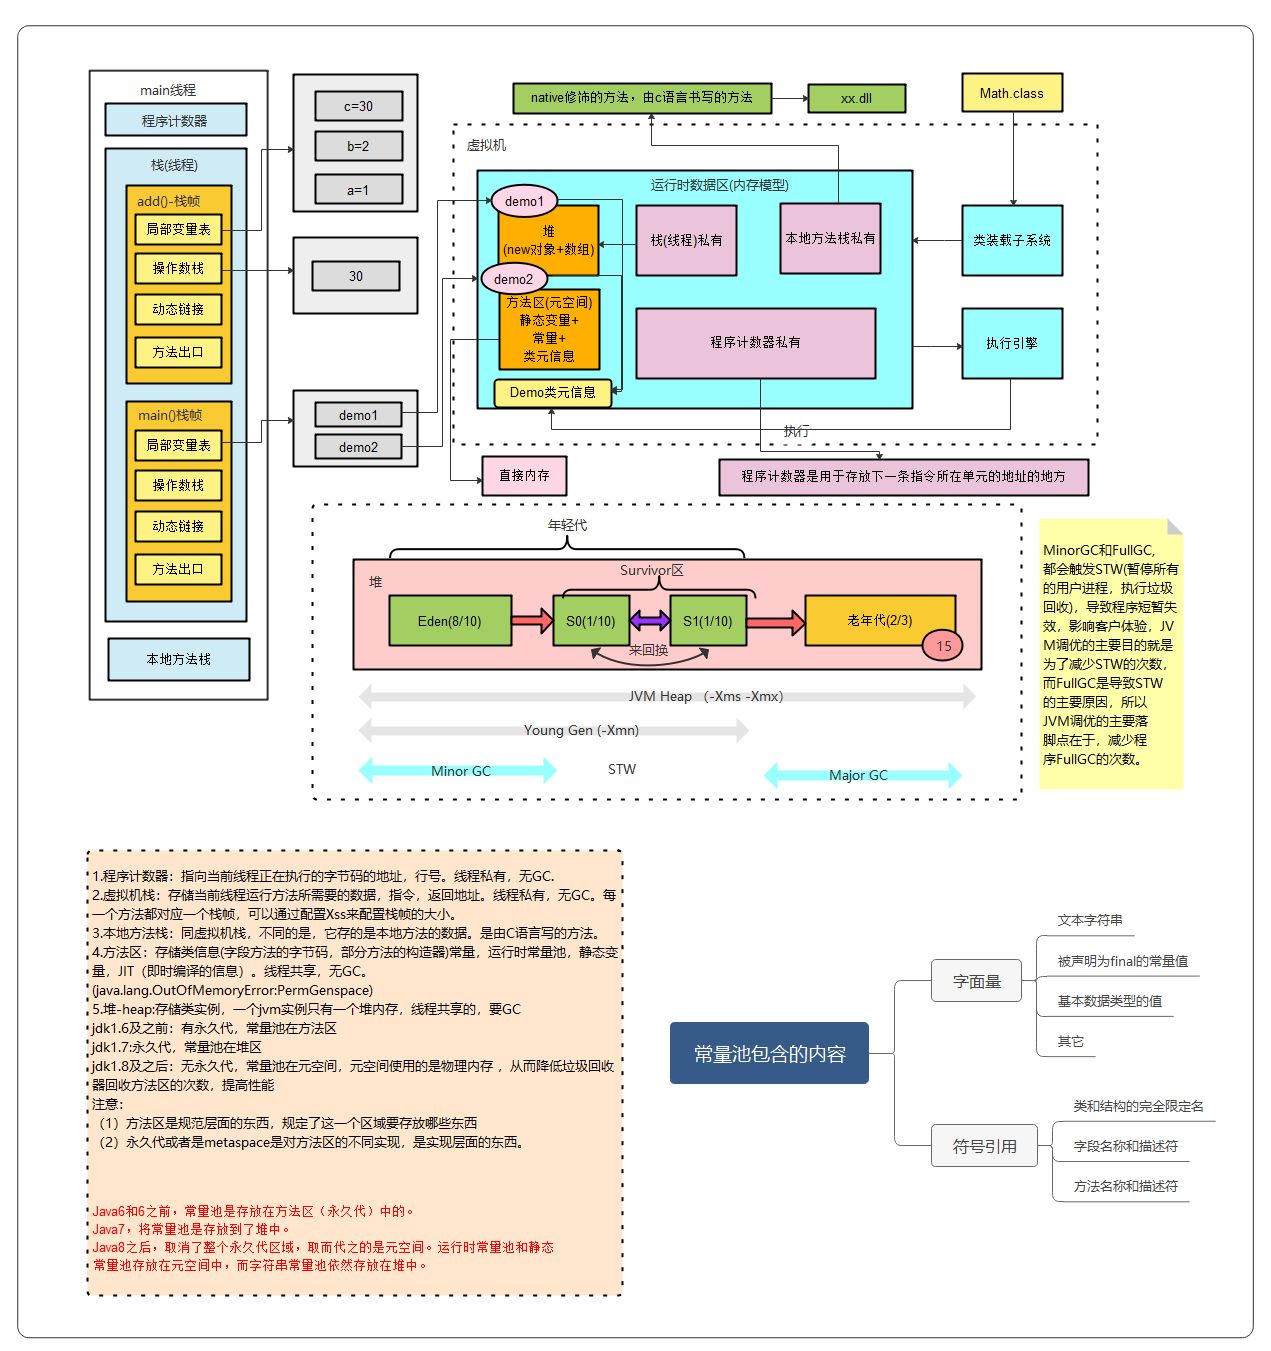 main线程
程序计数器
栈(线程)
add()-栈帧
局部变量表
操作数栈
动态链接
方法出口
main()栈帧
局部变量表
操作数栈
动态链接
方法出口
本地方法栈
c=30
b=2
a=1
30
demo1
demo2
native修饰的方法，由c语言书写的方法
xx.dll
Math.class
虚拟机
运行时数据区(内存模型)
demo1
堆
(new对象+数组)
栈(线程)私有
本地方法栈私有
类装载子系统
demo2
方法区(元空间)
静态变量+
常量+
类元信息
程序计数器私有
执行引擎
Demo类元信息
执行
直接内存
程序计数器是用于存放下一条指令所在单元的地址的地方
年轻代
堆
Survivor区
Eden(8/10)
S0(1/10)
S1(1/10)
老年代(2/3)
15
来回换
JVM Heap （-Xms -Xmx）
Young Gen (-Xmn)
Minor GC
STW
Major GC
MinorGC和FullGC,
都会触发STW(暂停所有
的用户进程，执行垃圾
回收)，导致程序短暂失
效，影响客户体验，JV
M调优的主要目的就是
为了减少STW的次数，
而FullGC是导致STW
的主要原因，所以
JVM调优的主要落
脚点在于，减少程
序FullGC的次数。
1.程序计数器：指向当前线程正在执行的字节码的地址，行号。线程私有，无GC.
2.虚拟机栈：存储当前线程运行方法所需要的数据，指令，返回地址。线程私有，无GC。每
一个方法都对应一个栈帧，可以通过配置Xss来配置栈帧的大小。
3.本地方法栈：同虚拟机栈，不同的是，它存的是本地方法的数据。是由C语言写的方法。
4.方法区：存储类信息(字段方法的字节码，部分方法的构造器)常量，运行时常量池，静态变
量，JIT（即时编译的信息）。线程共享，无GC。
(java.lang.OutOfMemoryError:PermGenspace)
5.堆-heap:存储类实例，一个jvm实例只有一个堆内存，线程共享的，要GC
jdk1.6及之前：有永久代，常量池在方法区
jdk1.7:永久代，常量池在堆区
jdk1.8及之后：无永久代，常量池在元空间，元空间使用的是物理内存 ，从而降低垃圾回收
器回收方法区的次数，提高性能
注意：
（1）方法区是规范层面的东西，规定了这一个区域要存放哪些东西
（2）永久代或者是metaspace是对方法区的不同实现，是实现层面的东西。
Java6和6之前，常量池是存放在方法区（永久代）中的。
Java7，将常量池是存放到了堆中。
Java8之后，取消了整个永久代区域，取而代之的是元空间。运行时常量池和静态
常量池存放在元空间中，而字符串常量池依然存放在堆中。
常量池包含的内容
字面量
文本字符串
被声明为final的常量值
基本数据类型的值
其它
符号引用
类和结构的完全限定名
字段名称和描述符
方法名称和描述符